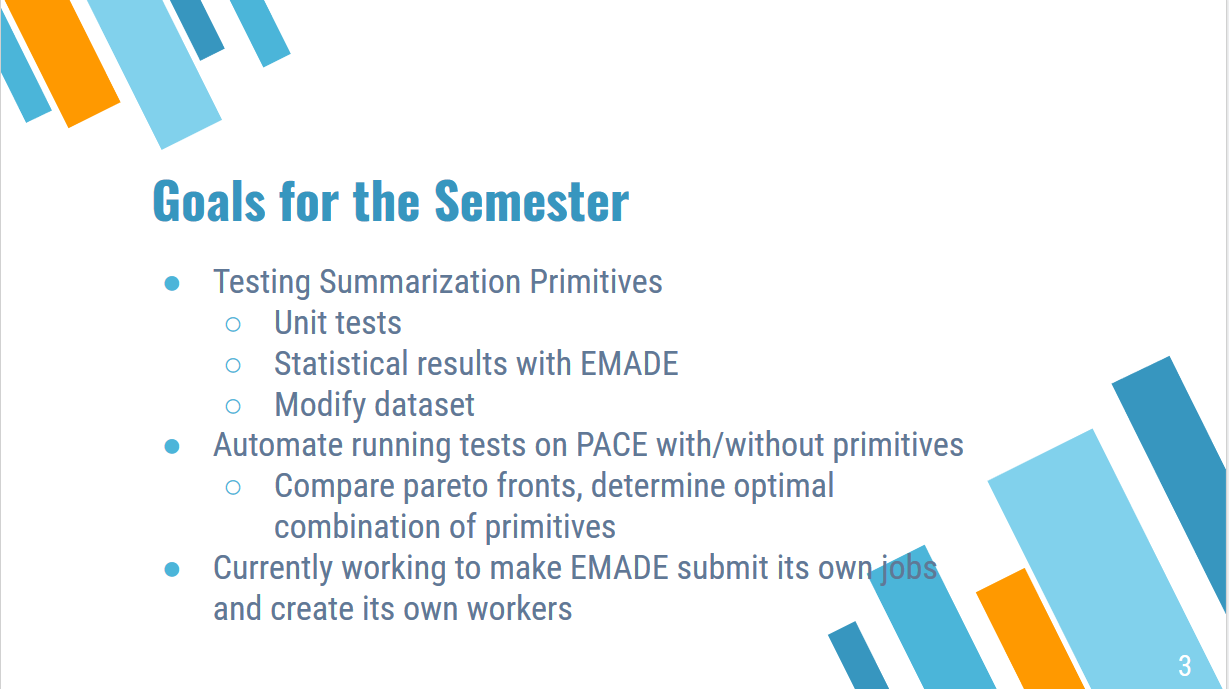 Goals for the Semester
● Testing Summarization Primitives
○ Unit tests
○ Statistical results with EMADE
○ Modify dataset
● Automate running tests on PACE with/without primitives
○ Compare pareto fronts, determine optimal
combination of primitives
● Currently working to make EMADE submit its own jobs
and create its own workers
3